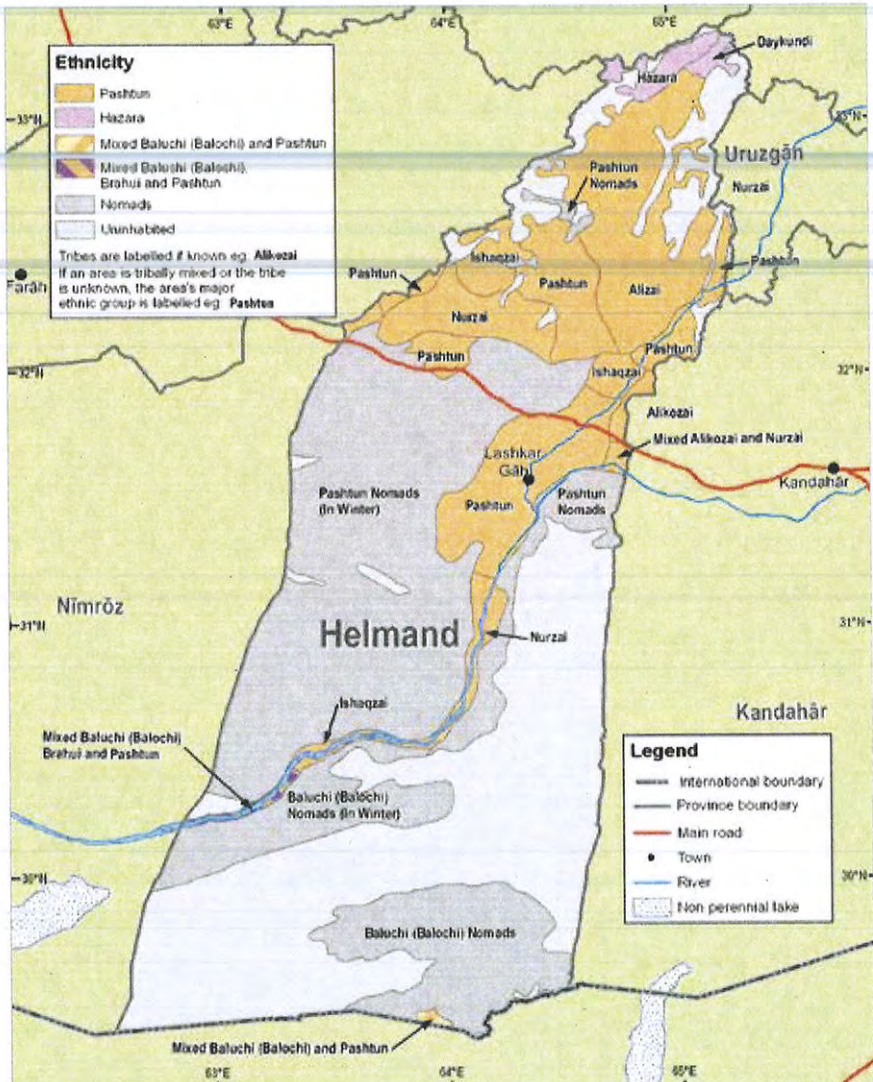 63°E
64°E
65°E
Ethnicity
Pashtun
Hazara
Mixed Baluchi (Balochi) and Pashtun
Mixed Baluchi (Balochi),
Brahui and Pashtun
Nomads
Uninhabited
Tribes are labelled if known eg. Alikozai
If an area is tribally mixed or the tribe
is unknown, the area's major
ethnic group is labelled eg. Pashtun
Daykundi
Hazara
33°N
33°N
Uruzgān
Nurzai
Pashtun
Nomads
Farāh
Ishaqzai
Pashtun
Pashtun
Pashtun
Alizai
Nurzai
Pashtun
Pashtun
32°N
32°N
Ishaqzai
Alikozai
Mixed Alikozai and Nurzai
Lashkar
Gāh
Kandahār
Pashtun Nomads
(In Winter)
Pashtun
Pashtun
Nomads
Nīmrōz
31°N
31°N
Helmand
Nurzai
Ishaqzai
Kandahār
Mixed Baluchi (Balochi)
Brahui and Pashtun
Baluchi (Balochi)
Nomads (In Winter)
Legend
International boundary
Province boundary
Main road
Town
River
Non perennial lake
30°N
30°N
Baluchi (Balochi) Nomads
Mixed Baluchi (Balochi) and Pashtun
63°E
64°E
65°E